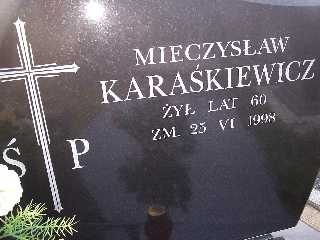 MIECZYSŁAW
KARAŚKIEWICZ
ŻYŁ LAT 60
ZM. 25 VI 1998
Ś P